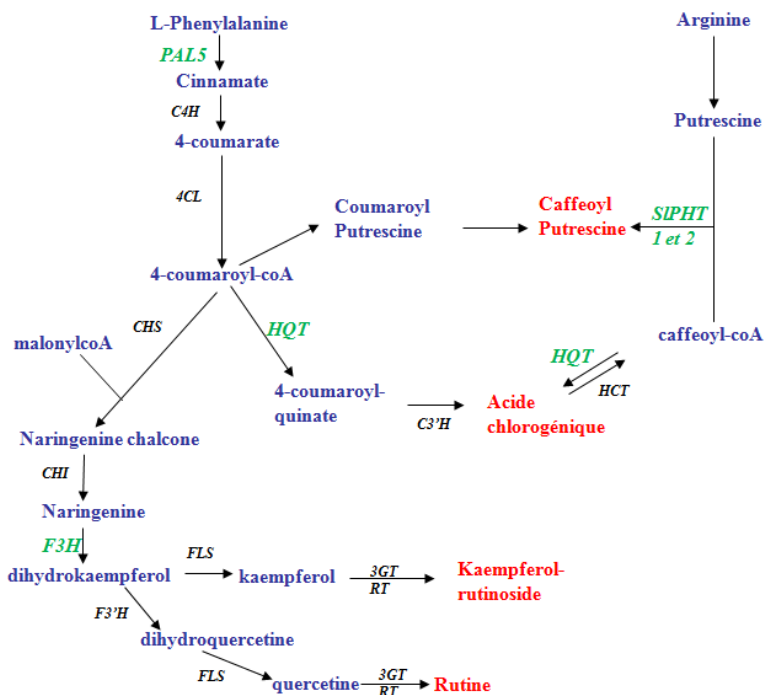 L-Phenylalanine
Arginine
PAL5
Cinnamate
C4H
4-coumarate
Putrescine
4CL
Coumaroyl
Putrescine
Caffeoyl
Putrescine
SlPHT
1 et 2
4-coumaroyl-coA
CHS
HQT
malonylcoA
caffeoyl-coA
HQT
HCT
4-coumaroyl-
quinate
C3'H
Acide
chlorogénique
Naringenine chalcone
CHI
Naringenine
F3H
dihydrokaempferol
FLS
kaempferol
3GT
RT
Kaempferol-
rutinoside
F3'H
dihydroquercetine
FLS
quercetine
3GT
RT
Rutine